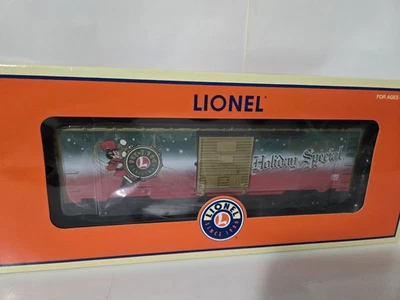 LIONEL
FOR AGES
L
Holiday Special
LIONEL
SINCE 1900